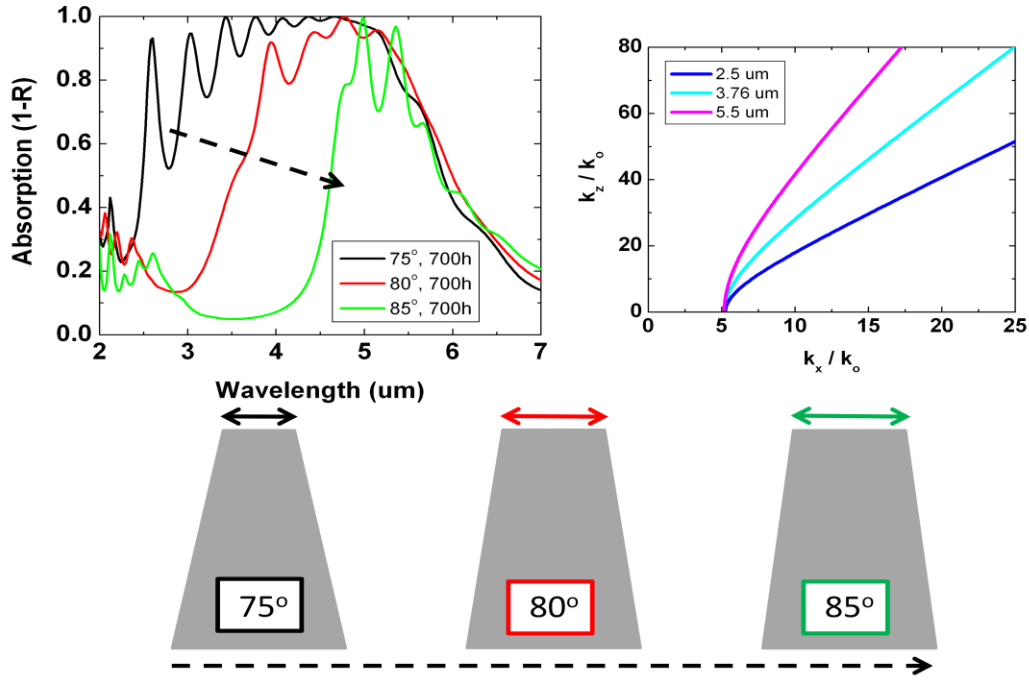 Absorption (1-R)
1.0
0.8
0.6
0.4
0.2
0.0
2 3 4 5 6 7
Wavelength (um)
75°, 700h
80°, 700h
85°, 700h
k_z / k_o
80
60
40
20
0
0 5 10 15 20 25
k_x / k_o
2.5 um
3.76 um
5.5 um
75°
80°
85°